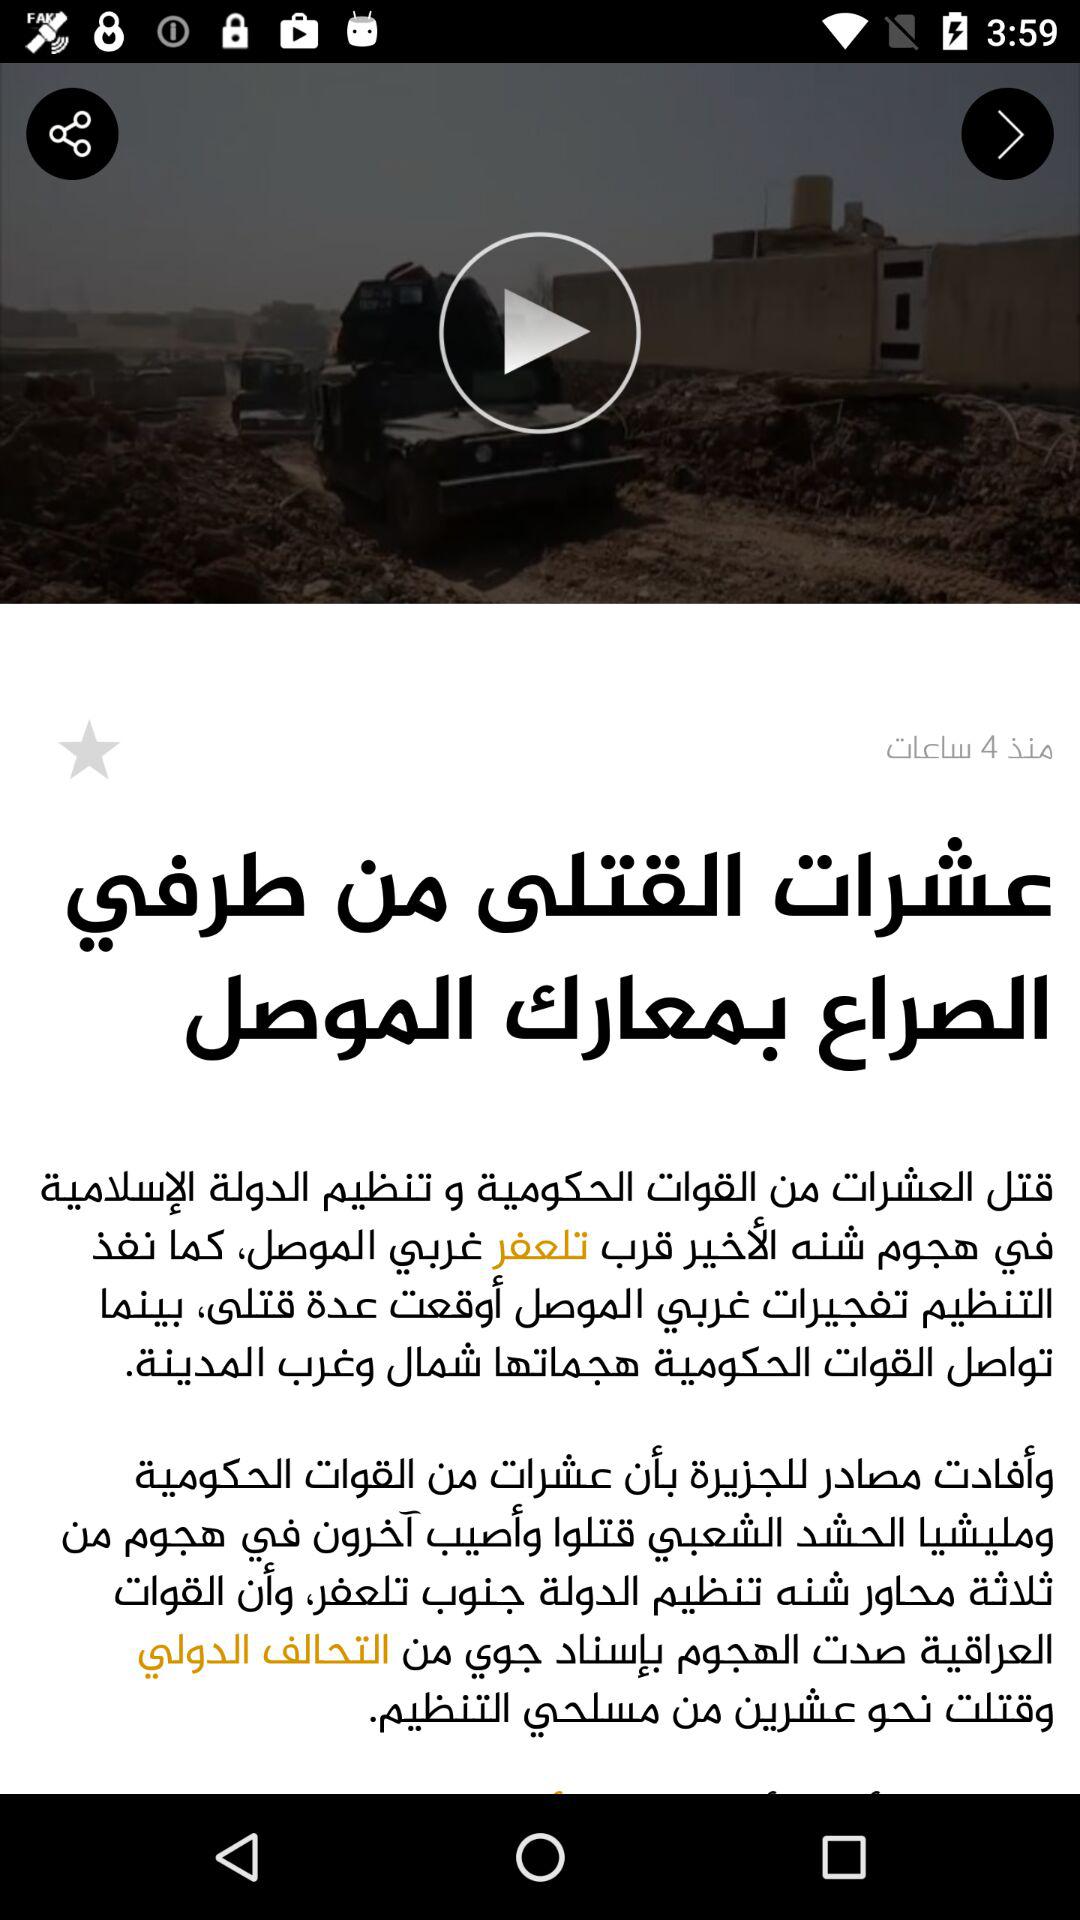 FAKE
3:59
منذ 4 ساعات
عشرات القتلى من طرفي
الصراع بمعارك الموصل
قتل العشرات من القوات الحكومية و تنظيم الدولة الإسلامية
في هجوم شنه الأخير قرب تلعفر غربي الموصل، كما نفذ
التنظيم تفجيرات غربي الموصل أوقعت عدة قتلى، بينما
تواصل القوات الحكومية هجماتها شمال وغرب المدينة.
وأفادت مصادر للجزيرة بأن عشرات من القوات الحكومية
ومليشيا الحشد الشعبي قتلوا وأصيب آخرون في هجوم من
ثلاثة محاور شنه تنظيم الدولة جنوب تلعفر، وأن القوات
العراقية صدت الهجوم بإسناد جوي من التحالف الدولي
وقتلت نحو عشرين من مسلحي التنظيم.